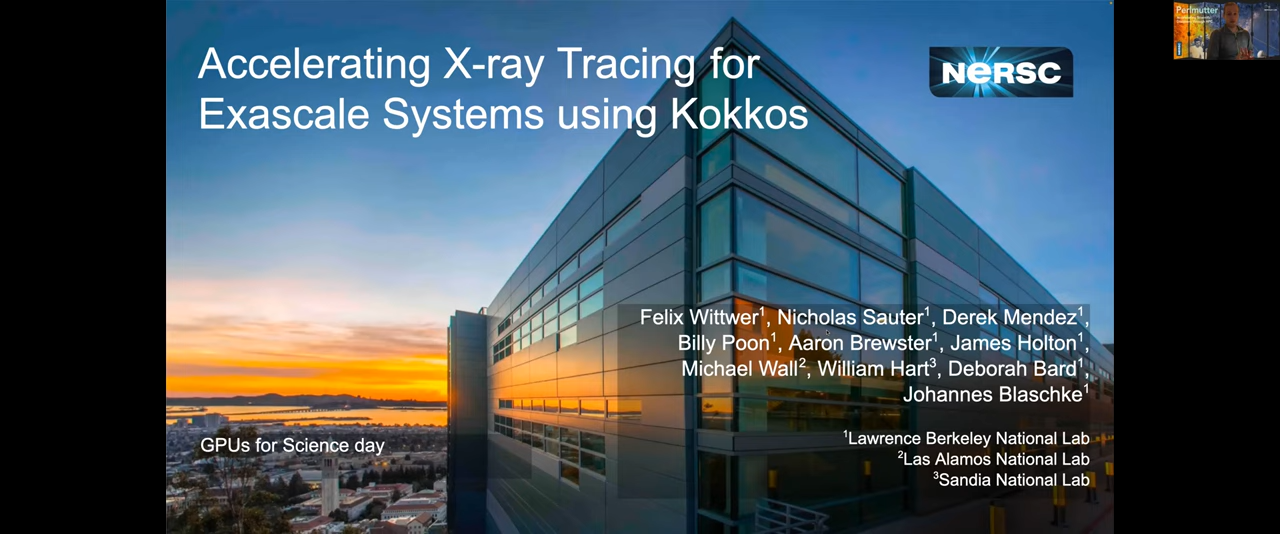 Accelerating X-ray Tracing for
Exascale Systems using Kokkos
NERSC
Perlmutter
Felix Wittwer1, Nicholas Sauter1, Derek Mendez1,
Billy Poon1, Aaron Brewster1, James Holton1,
Michael Wall2, William Hart3, Deborah Bard1,
Johannes Blaschke1
GPUs for Science day
1Lawrence Berkeley National Lab
2Las Alamos National Lab
3Sandia National Lab